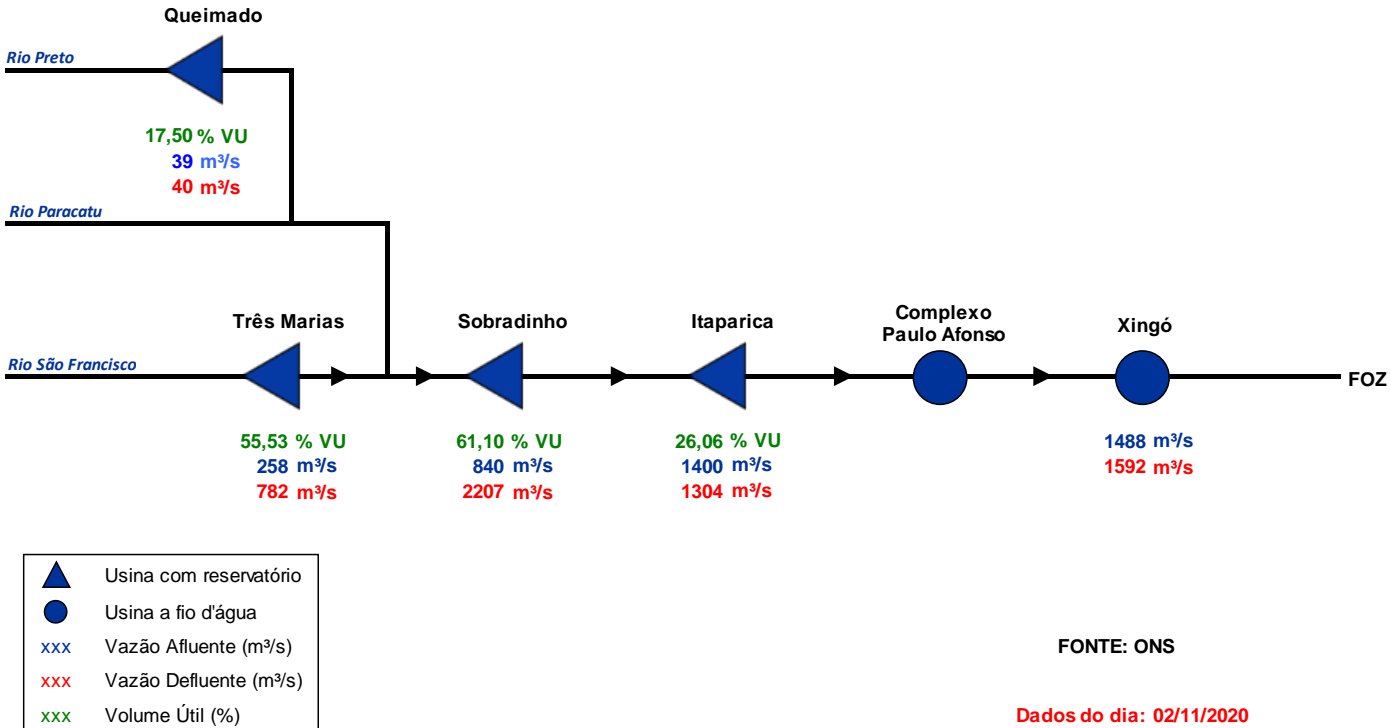 Queimado
Rio Preto
17,50 % VU
39 m³/s
40 m³/s
Rio Paracatu
Três Marias
Sobradinho
Itaparica
Complexo
Paulo Afonso
Xingó
Rio São Francisco
FOZ
55,53 % VU
258 m³/s
782 m³/s
61,10 % VU
840 m³/s
2207 m³/s
26,06 % VU
1400 m³/s
1304 m³/s
1488 m³/s
1592 m³/s
Usina com reservatório
Usina a fio d'água
xxx Vazão Afluente (m³/s)
xxx Vazão Defluente (m³/s)
xxx Volume Útil (%)
FONTE: ONS
Dados do dia: 02/11/2020